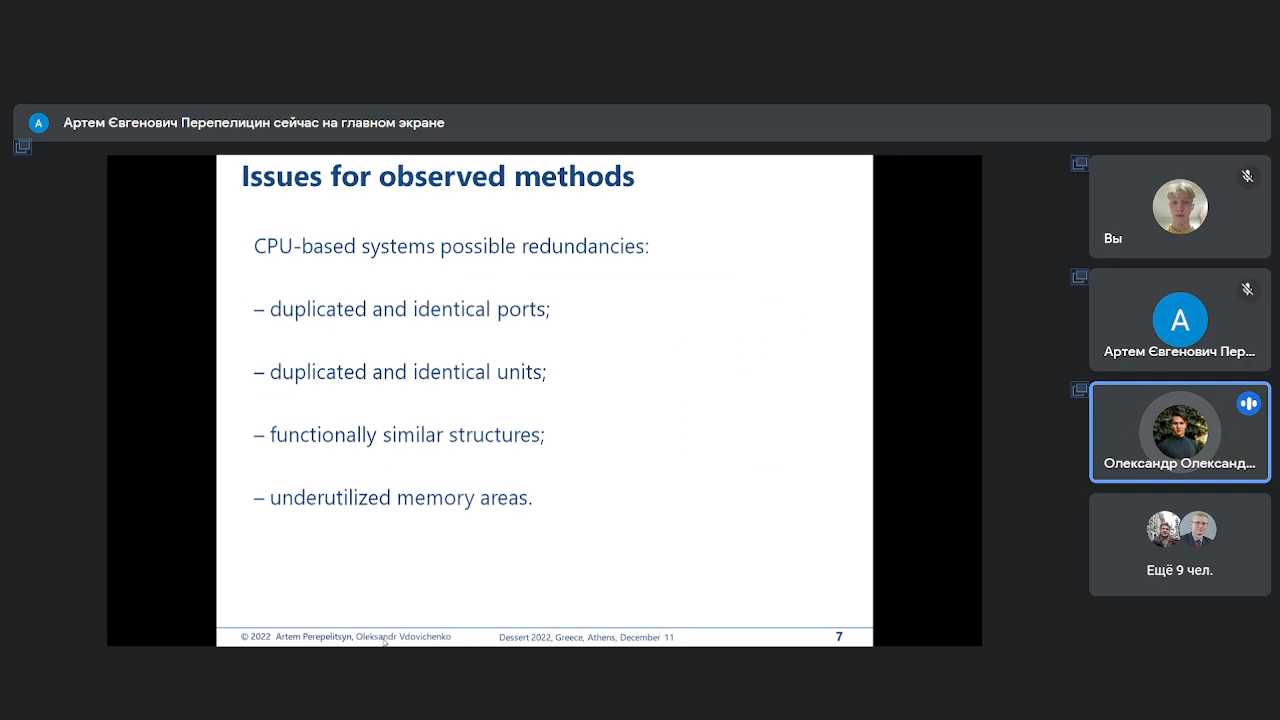 А
Артем Євгенович Перепелицин сейчас на главном экране
Issues for observed methods
CPU-based systems possible redundancies:
– duplicated and identical ports;
– duplicated and identical units;
– functionally similar structures;
– underutilized memory areas.
© 2022 Artem Perepelitsyn, Oleksandr Vdovichenko
Dessert 2022, Greece, Athens, December 11
7
Вы
А
Артем Євгенович Пер...
Олександр Олександ...
Ещё 9 чел.